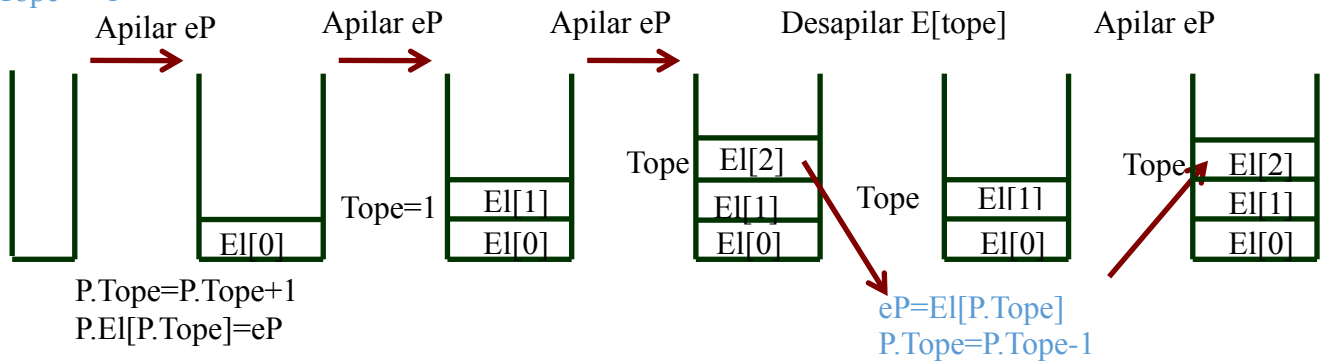 Apilar eP
Apilar eP
Apilar eP
Desapilar E[tope]
Apilar eP
El[0]
Tope=1
El[1]
El[0]
Tope
El[2]
El[1]
El[0]
Tope
El[1]
El[0]
Tope
El[2]
El[1]
El[0]
P.Tope=P.Tope+1
P.El[P.Tope]=eP
eP=El[P.Tope]
P.Tope=P.Tope-1